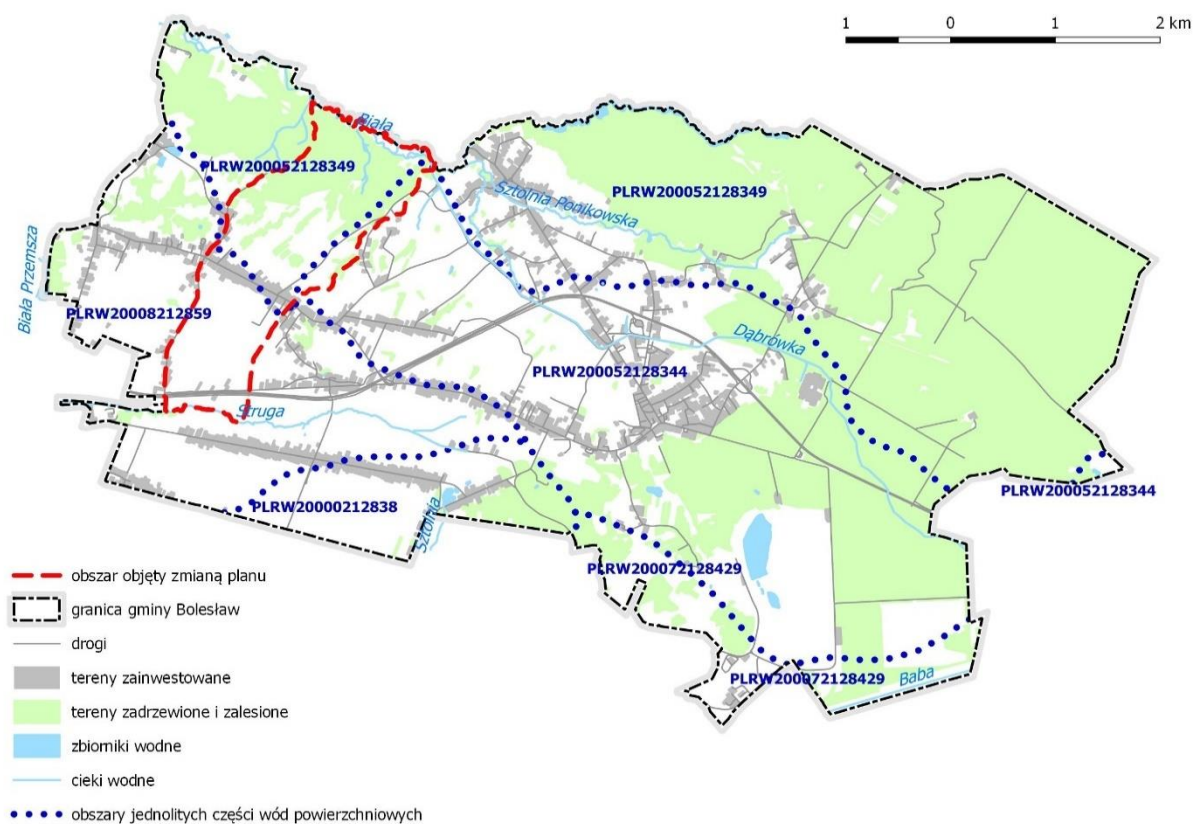 1 0 1 2 km
Biała
PLRW200052128349
PLRW200052128349
Sztolnia Ponikowska
Biała Przemsza
PLRW20008212859
Dąbrówka
PLRW200052128344
Struga
PLRW20000212838
PLRW200052128344
Sztolnia
PLRW200072128429
PLRW200072128429
Baba
obszar objęty zmianą planu
granica gminy Bolesław
drogi
tereny zainwestowane
tereny zadrzewione i zalesione
zbiorniki wodne
cieki wodne
obszary jednolitych części wód powierzchniowych